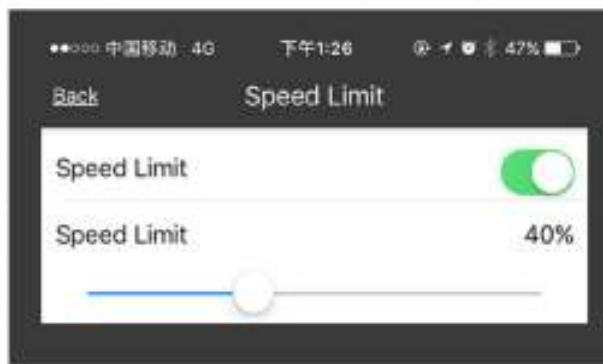 中国移动 4G 下午1:26 47%
Back Speed Limit
Speed Limit
Speed Limit 40%